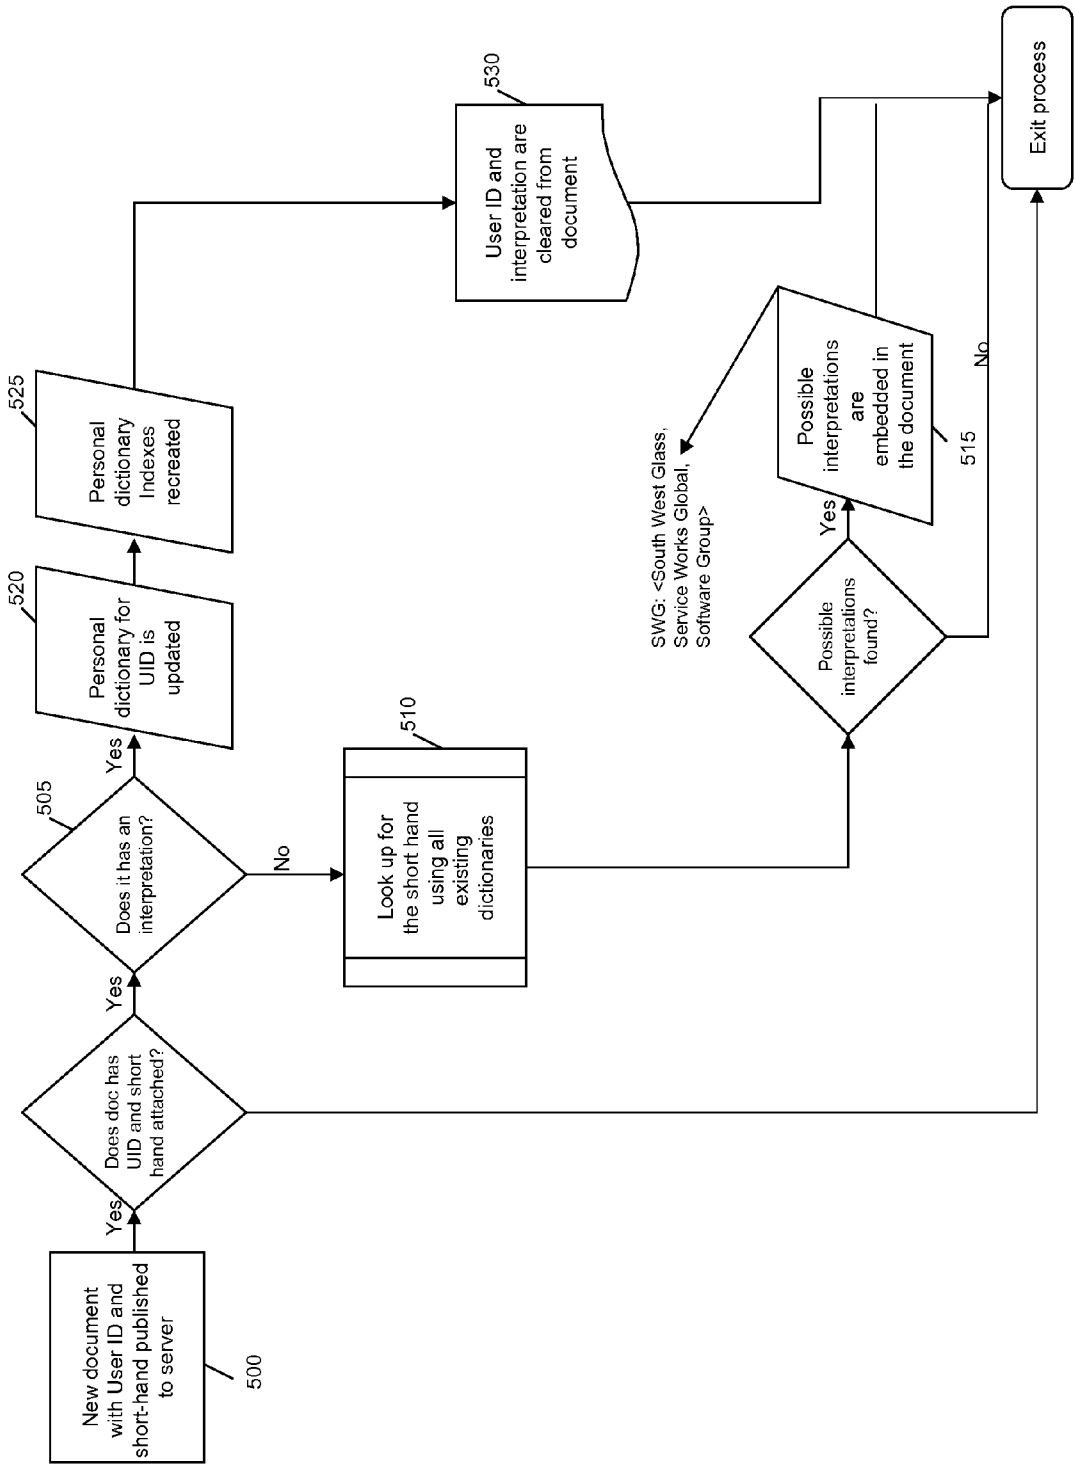 New document
with User ID and
short-hand published
to server
500
Yes
Does doc has
UID and short
hand attached?
Yes
Does it has an
interpretation?
505
Yes
Personal
dictionary for
UID is
updated
520
Personal
dictionary
Indexes
recreated
525
User ID and
interpretation are
cleared from
document
530
No
Look up for
the short hand
using all
existing
dictionaries
510
Possible
interpretations
found?
Yes
Possible
interpretations
are
embedded in
the document
515
SWG: <South West Glass,
Service Works Global,
Software Group>
No
Exit process